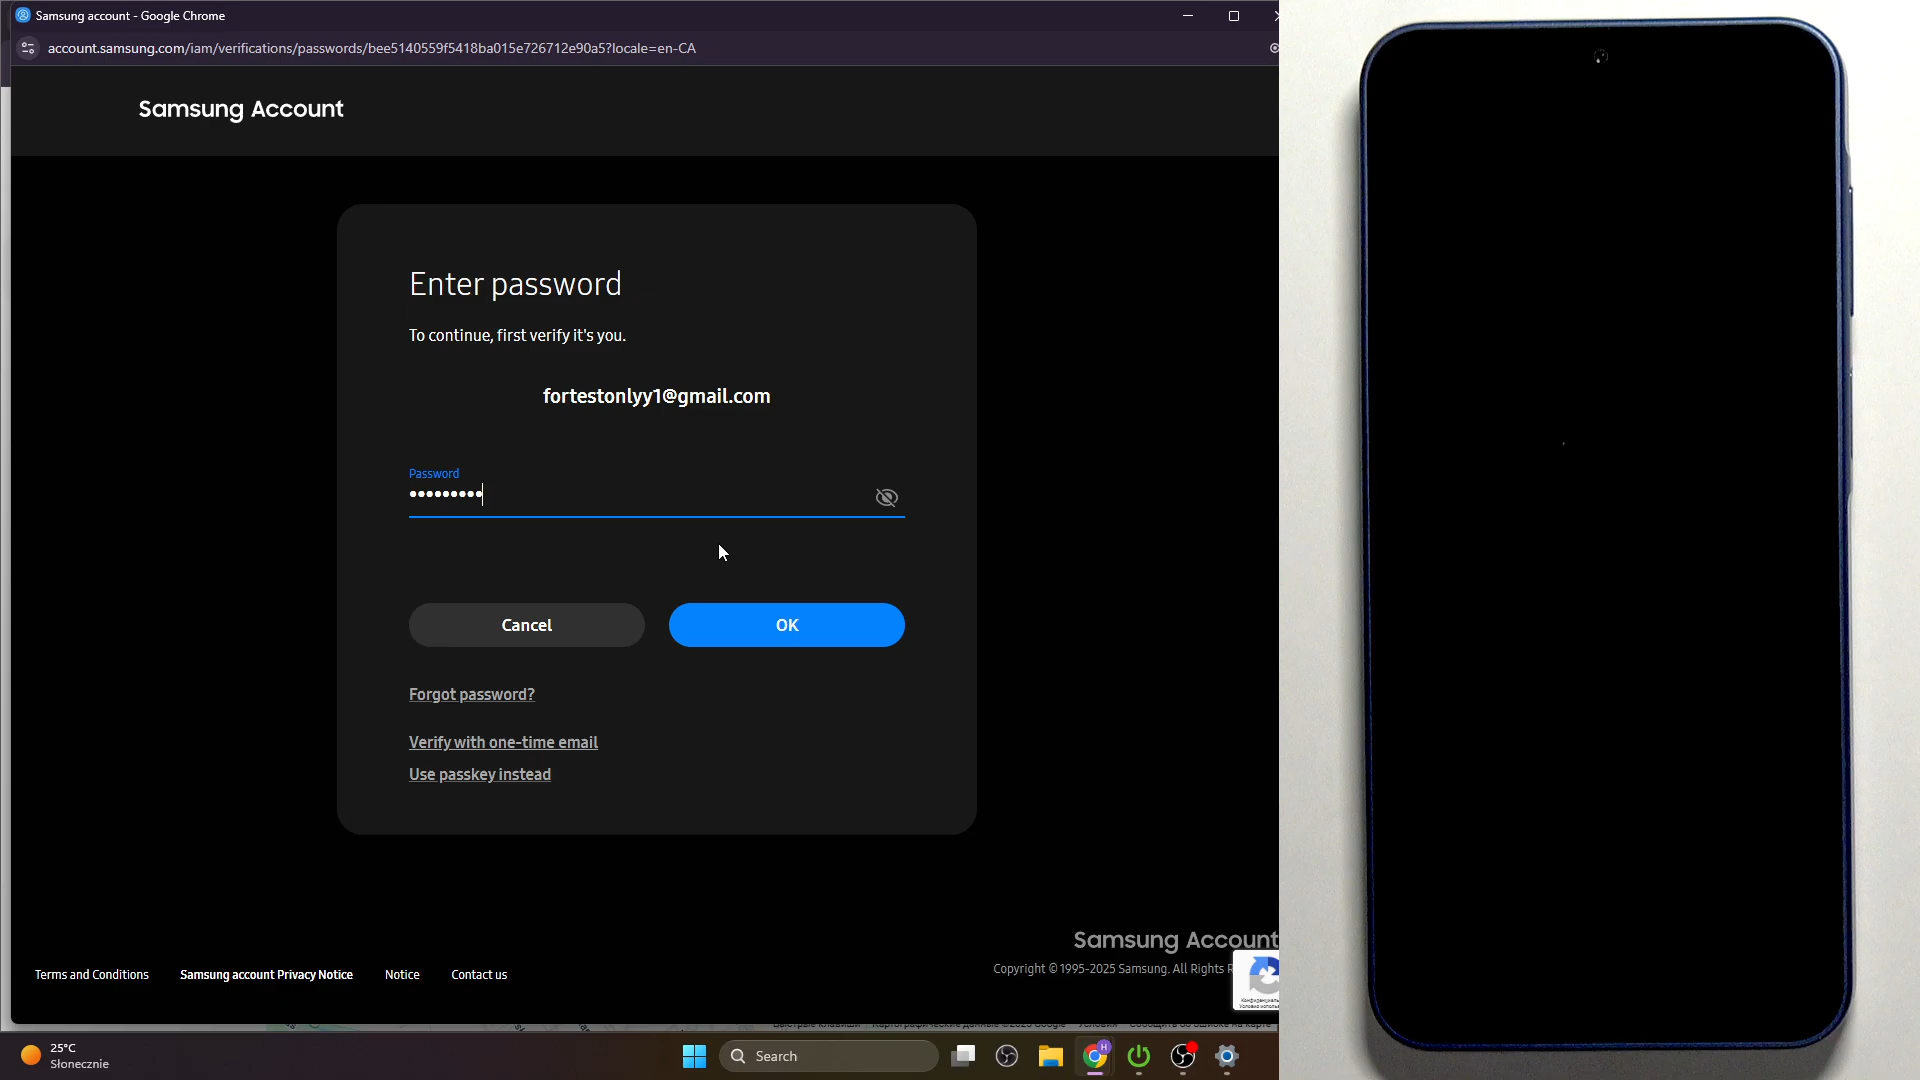 Samsung account - Google Chrome
account.samsung.com/iam/verifications/passwords/bee5140559f5418ba015e726712e90a5?locale=en-CA
Samsung Account
Enter password
To continue, first verify it's you.
fortestonlyy1@gmail.com
Password
•••••••••
Cancel
OK
Forgot password?
Verify with one-time email
Use passkey instead
Samsung Account
Copyright © 1995-2025 Samsung. All Rights
Terms and Conditions
Samsung account Privacy Notice
Notice
Contact us
25°C
Słonecznie
Search
H